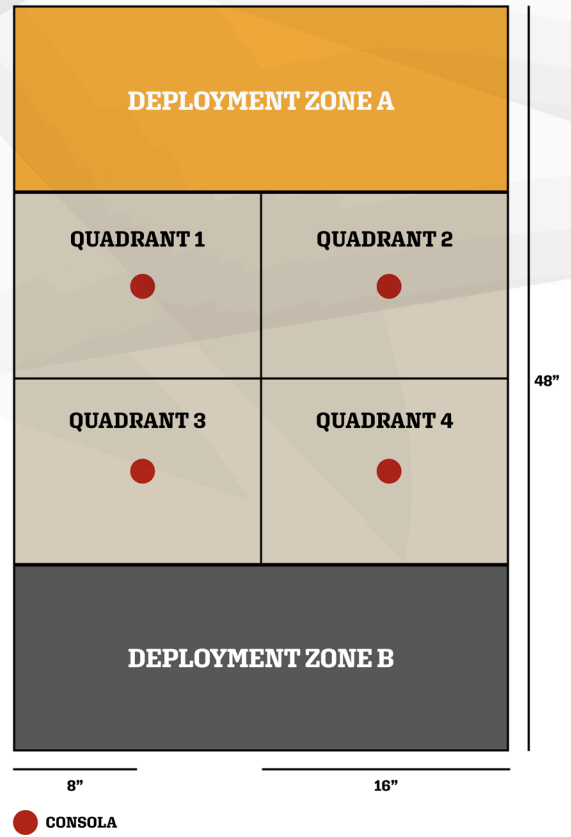 DEPLOYMENT ZONE A
QUADRANT 1
QUADRANT 2
48”
QUADRANT 3
QUADRANT 4
DEPLOYMENT ZONE B
8”
16”
CONSOLA